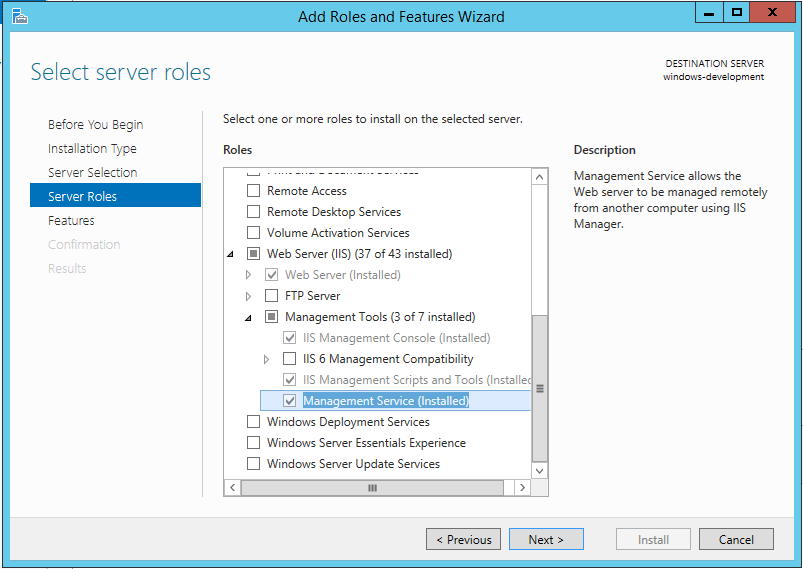 Add Roles and Features Wizard
Select server roles
DESTINATION SERVER
windows-development
Before You Begin
Installation Type
Server Selection
Server Roles
Features
Confirmation
Results
Select one or more roles to install on the selected server.
Roles
Remote Access
Remote Desktop Services
Volume Activation Services
Web Server (IIS) (37 of 43 installed)
Web Server (Installed)
FTP Server
Management Tools (3 of 7 installed)
IIS Management Console (Installed)
IIS 6 Management Compatibility
IIS Management Scripts and Tools (Installed
Management Service (Installed)
Windows Deployment Services
Windows Server Essentials Experience
Windows Server Update Services
Description
Management Service allows the
Web server to be managed remotely
from another computer using IIS
Manager.
< Previous
Next >
Install
Cancel